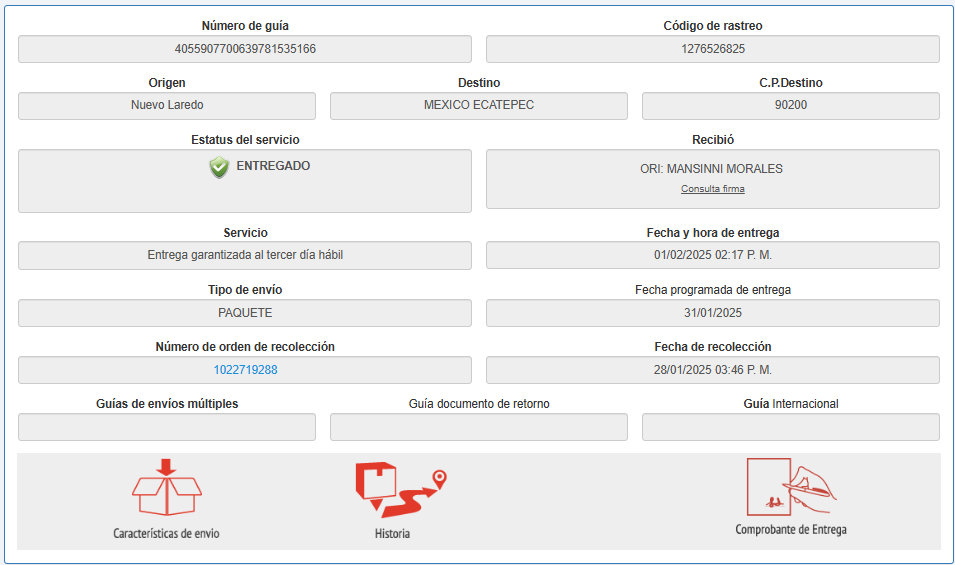 Número de guía
Código de rastreo
4055907700639781535166
1276526825
Origen
Destino
C.P.Destino
Nuevo Laredo
MEXICO ECATEPEC
90200
Estatus del servicio
Recibió
ENTREGADO
ORI: MANSINNI MORALES
Consulta firma
Servicio
Fecha y hora de entrega
Entrega garantizada al tercer día hábil
01/02/2025 02:17 P. M.
Tipo de envío
Fecha programada de entrega
PAQUETE
31/01/2025
Número de orden de recolección
Fecha de recolección
1022719288
28/01/2025 03:46 P. M.
Guías de envíos múltiples
Guía documento de retorno
Guía Internacional
Características de envio
Historia
Comprobante de Entrega